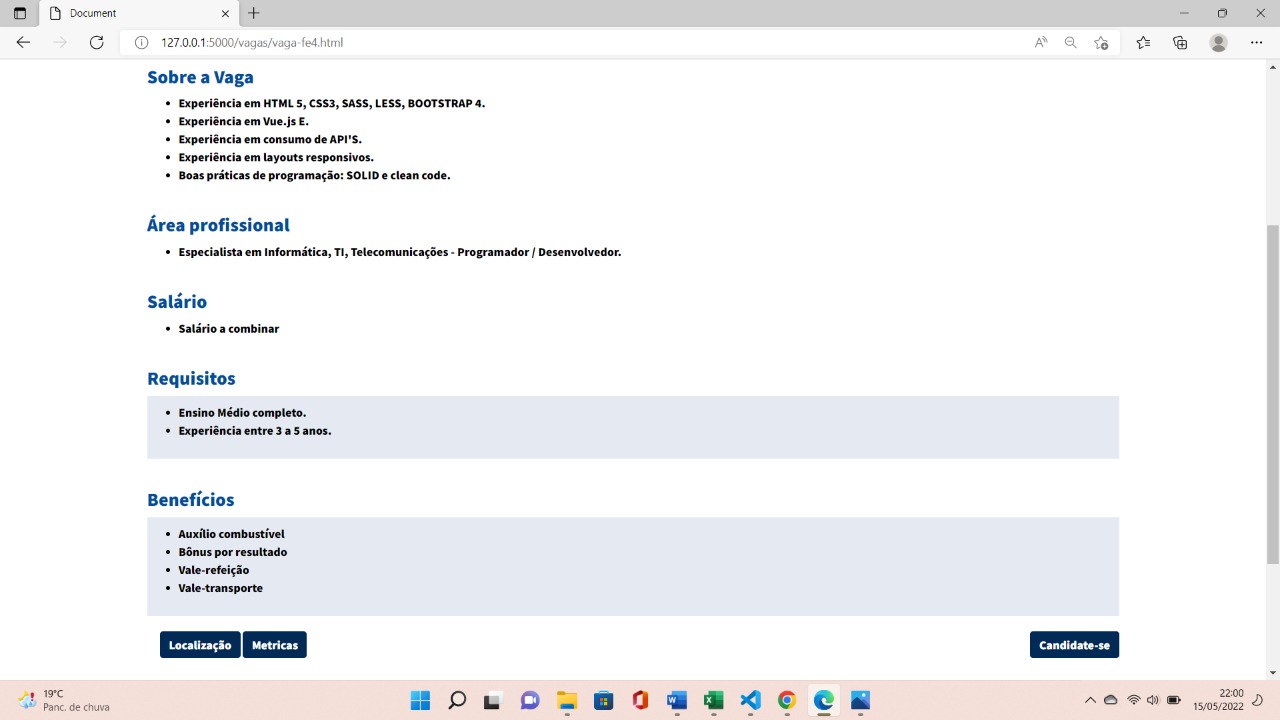 Document
127.0.0.1:5000/vagas/vaga-fe4.html
Sobre a Vaga
Experiência em HTML 5, CSS3, SASS, LESS, BOOTSTRAP 4.
Experiência em Vue.js E.
Experiência em consumo de API'S.
Experiência em layouts responsivos.
Boas práticas de programação: SOLID e clean code.
Área profissional
Especialista em Informática, TI, Telecomunicações - Programador / Desenvolvedor.
Salário
Salário a combinar
Requisitos
Ensino Médio completo.
Experiência entre 3 a 5 anos.
Benefícios
Auxílio combustível
Bônus por resultado
Vale-refeição
Vale-transporte
Localização Metricas Candidate-se
19°C
Panc. de chuva
22:00
15/05/2022